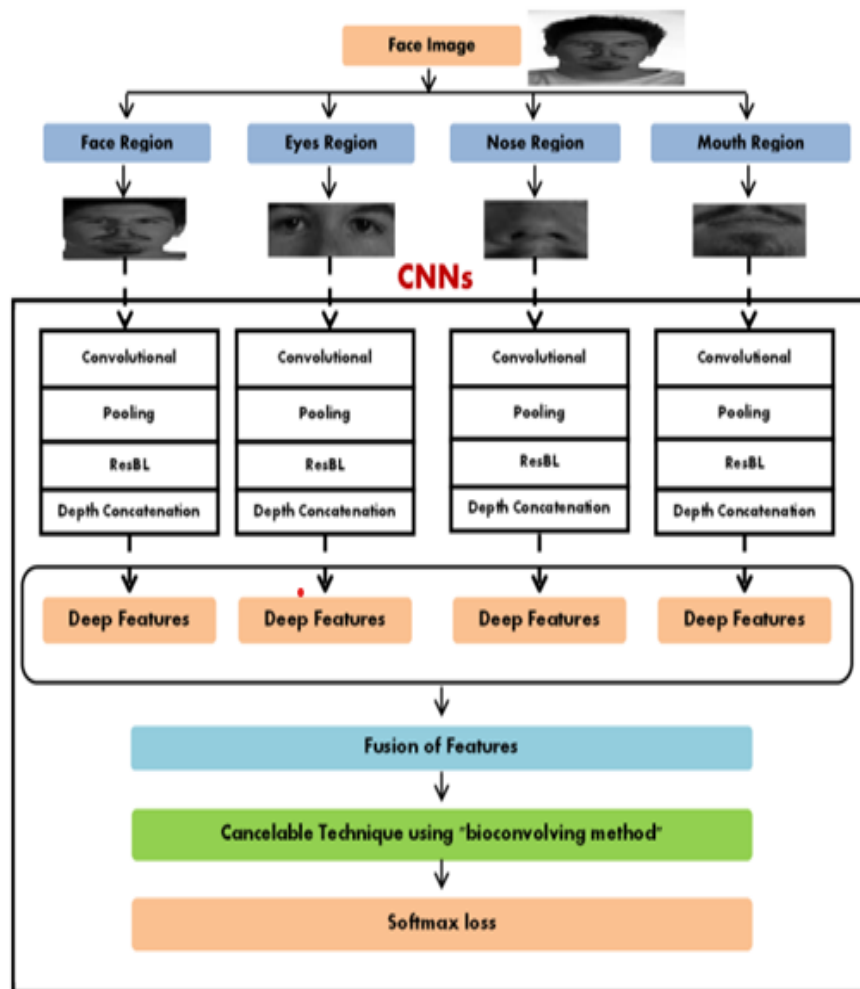 Face Image
Face Region
Eyes Region
Nose Region
Mouth Region
CNNs
Convolutional
Convolutional
Convolutional
Convolutional
Pooling
Pooling
Pooling
Pooling
ResBL
ResBL
ResBL
ResBL
Depth Concatenation
Depth Concatenation
Depth Concatenation
Depth Concatenation
Deep Features
Deep Features
Deep Features
Deep Features
Fusion of Features
Cancelable Technique using "bioconvolving method"
Softmax loss